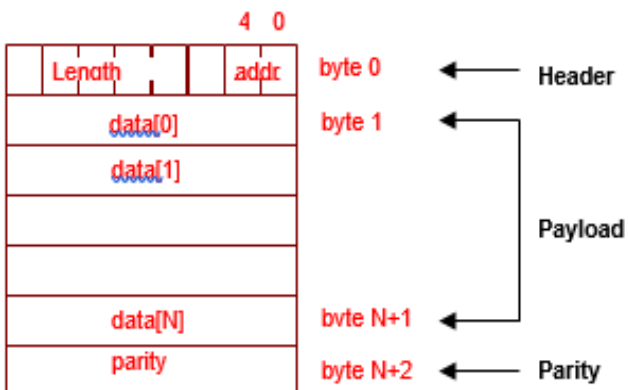 4 0
Length addr byte 0 Header
data[0] byte 1
data[1]
Payload
data[N] byte N+1
parity byte N+2 Parity